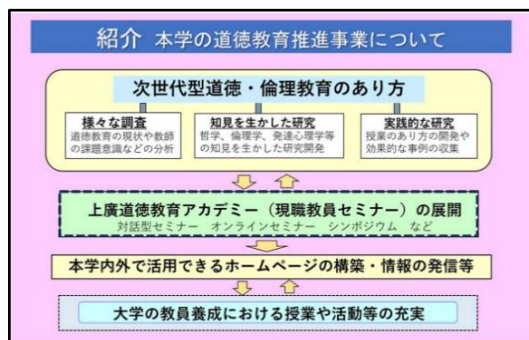 紹介 本学の道徳教育推進事業について
次世代型道徳・倫理教育のあり方
様々な調査
道徳教育の現状や教師
の課題意識などの分析
知見を生かした研究
哲学、倫理学、発達心理学等
の知見を生かした研究開発
実践的な研究
授業のあり方の開発や
効果的な事例の収集
上廣道徳教育アカデミー（現職教員セミナー）の展開
対話型セミナー オンラインセミナー シンポジウム など
本学内外で活用できるホームページの構築・情報の発信等
大学の教員養成における授業や活動等の充実